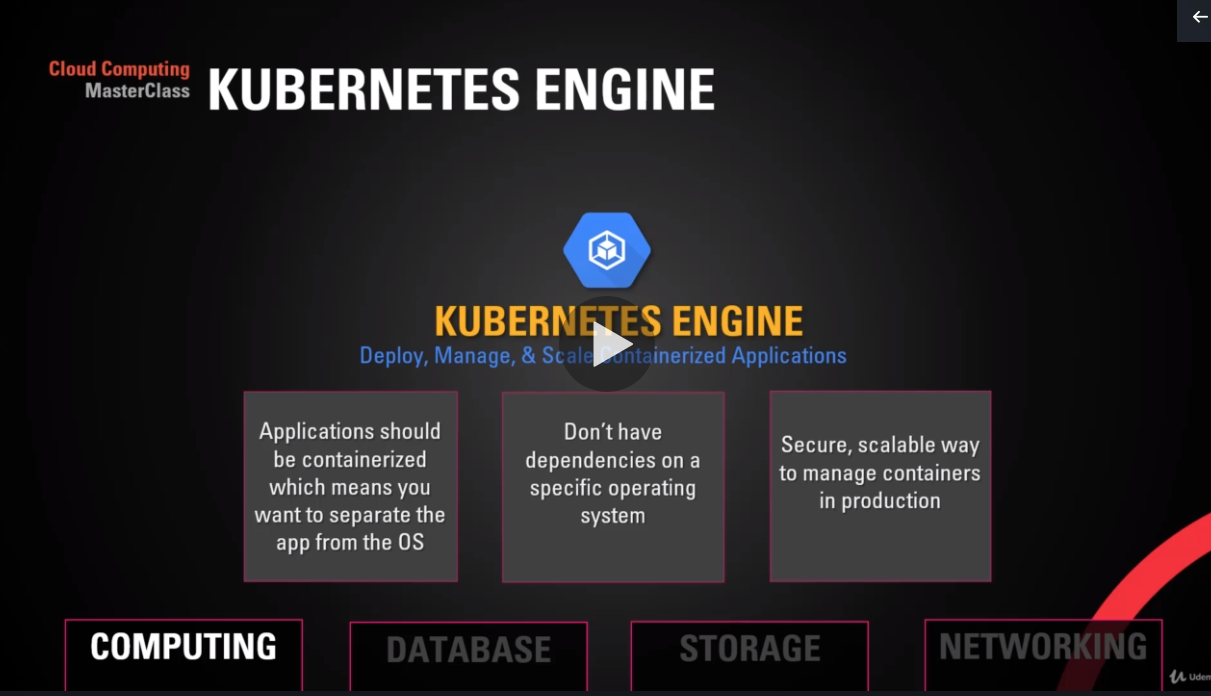 Cloud Computing
MasterClass
KUBERNETES ENGINE
KUBERNETES ENGINE
Deploy, Manage, & Scale Containerized Applications
Applications should
be containerized
which means you
want to separate the
app from the OS
Don't have
dependencies on a
specific operating
system
Secure, scalable way
to manage containers
in production
COMPUTING
DATABASE
STORAGE
NETWORKING
Udem